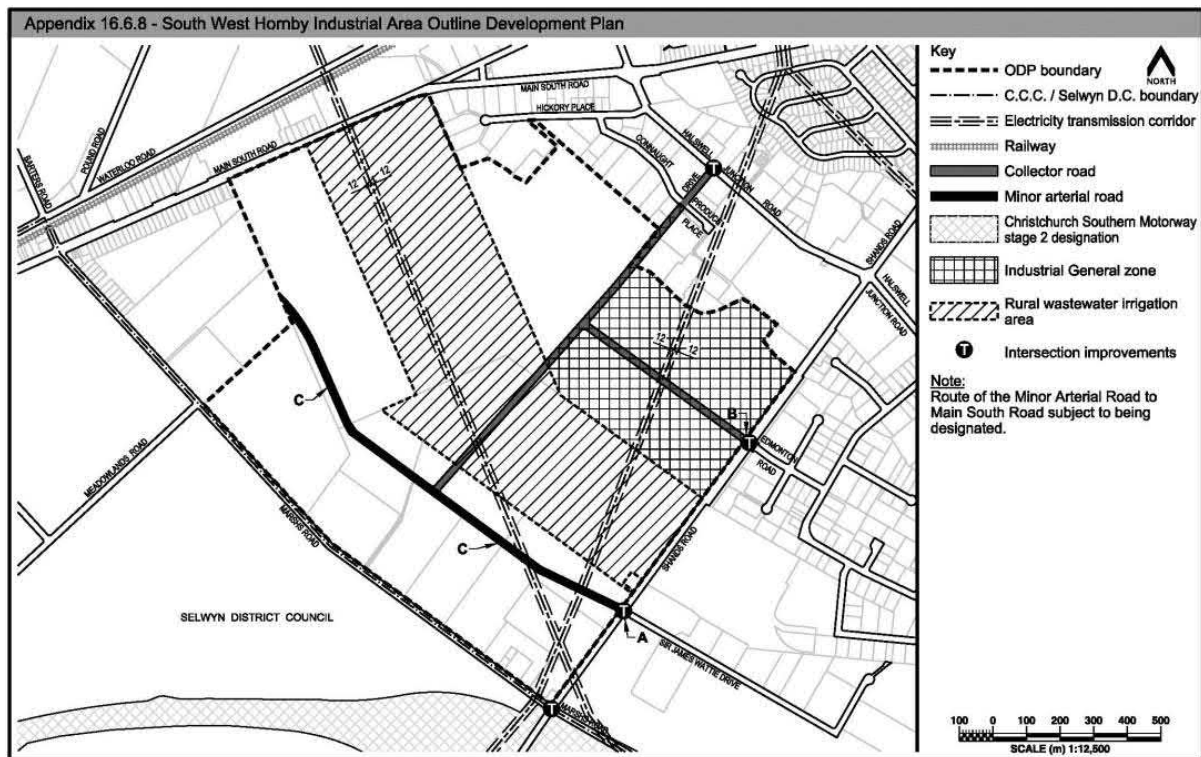 Appendix 16.6.8 - South West Hornby Industrial Area Outline Development Plan
MAIN SOUTH ROAD
HICKORY PLACE
CONNAUGHT
DRIVE
HALSWELL
JUNCTION
ROAD
T
PRODUCE
PLACE
SHANDS ROAD
HALSWELL
JUNCTION ROAD
BARTERS ROAD
POUND ROAD
WATERLOO ROAD
MAIN SOUTH ROAD
12 12
12 12
C
B
T
EDMONTON
ROAD
MEADOWLANDS ROAD
MARSHS ROAD
C
SHANDS ROAD
T
A
SELWYN DISTRICT COUNCIL
SIR JAMES WATTIE DRIVE
T
Key
NORTH
ODP boundary
C.C.C. / Selwyn D.C. boundary
Electricity transmission corridor
Railway
Collector road
Minor arterial road
Christchurch Southern Motorway
stage 2 designation
Industrial General zone
Rural wastewater irrigation
area
T Intersection improvements
Note:
Route of the Minor Arterial Road to
Main South Road subject to being
designated.
100 0 100 200 300 400 500
SCALE (m) 1:12,500